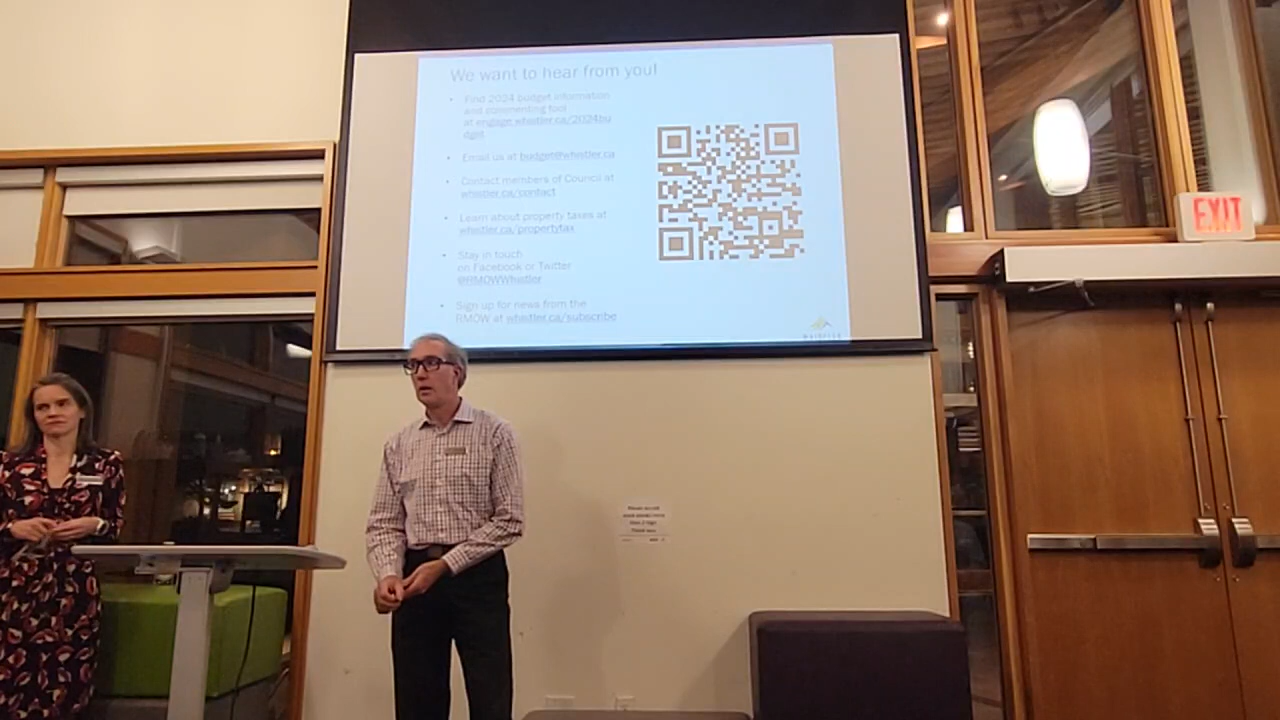 We want to hear from you!
• Find 2024 budget information
and commenting tool
at engage.whistler.ca/2024bu
dget
• Email us at budget@whistler.ca
• Contact members of Council at
whistler.ca/contact
• Learn about property taxes at
whistler.ca/propertytax
• Stay in touch
on Facebook or Twitter
@RMOWWhistler
• Sign up for news from the
RMOW at whistler.ca/subscribe
WHISTLER
EXIT